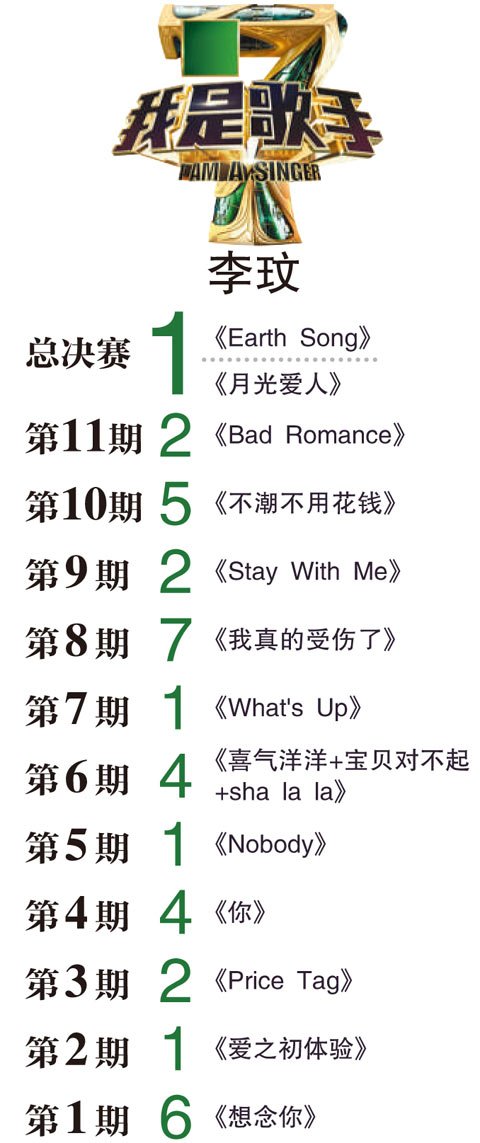 我是歌手
I AM A SINGER
李玟
总决赛 1 《Earth Song》
《月光爱人》
第11期 2 《Bad Romance》
第10期 5 《不潮不用花钱》
第9期 2 《Stay With Me》
第8期 7 《我真的受伤了》
第7期 1 《What's Up》
第6期 4 《喜气洋洋+宝贝对不起
+sha la la》
第5期 1 《Nobody》
第4期 4 《你》
第3期 2 《Price Tag》
第2期 1 《爱之初体验》
第1期 6 《想念你》